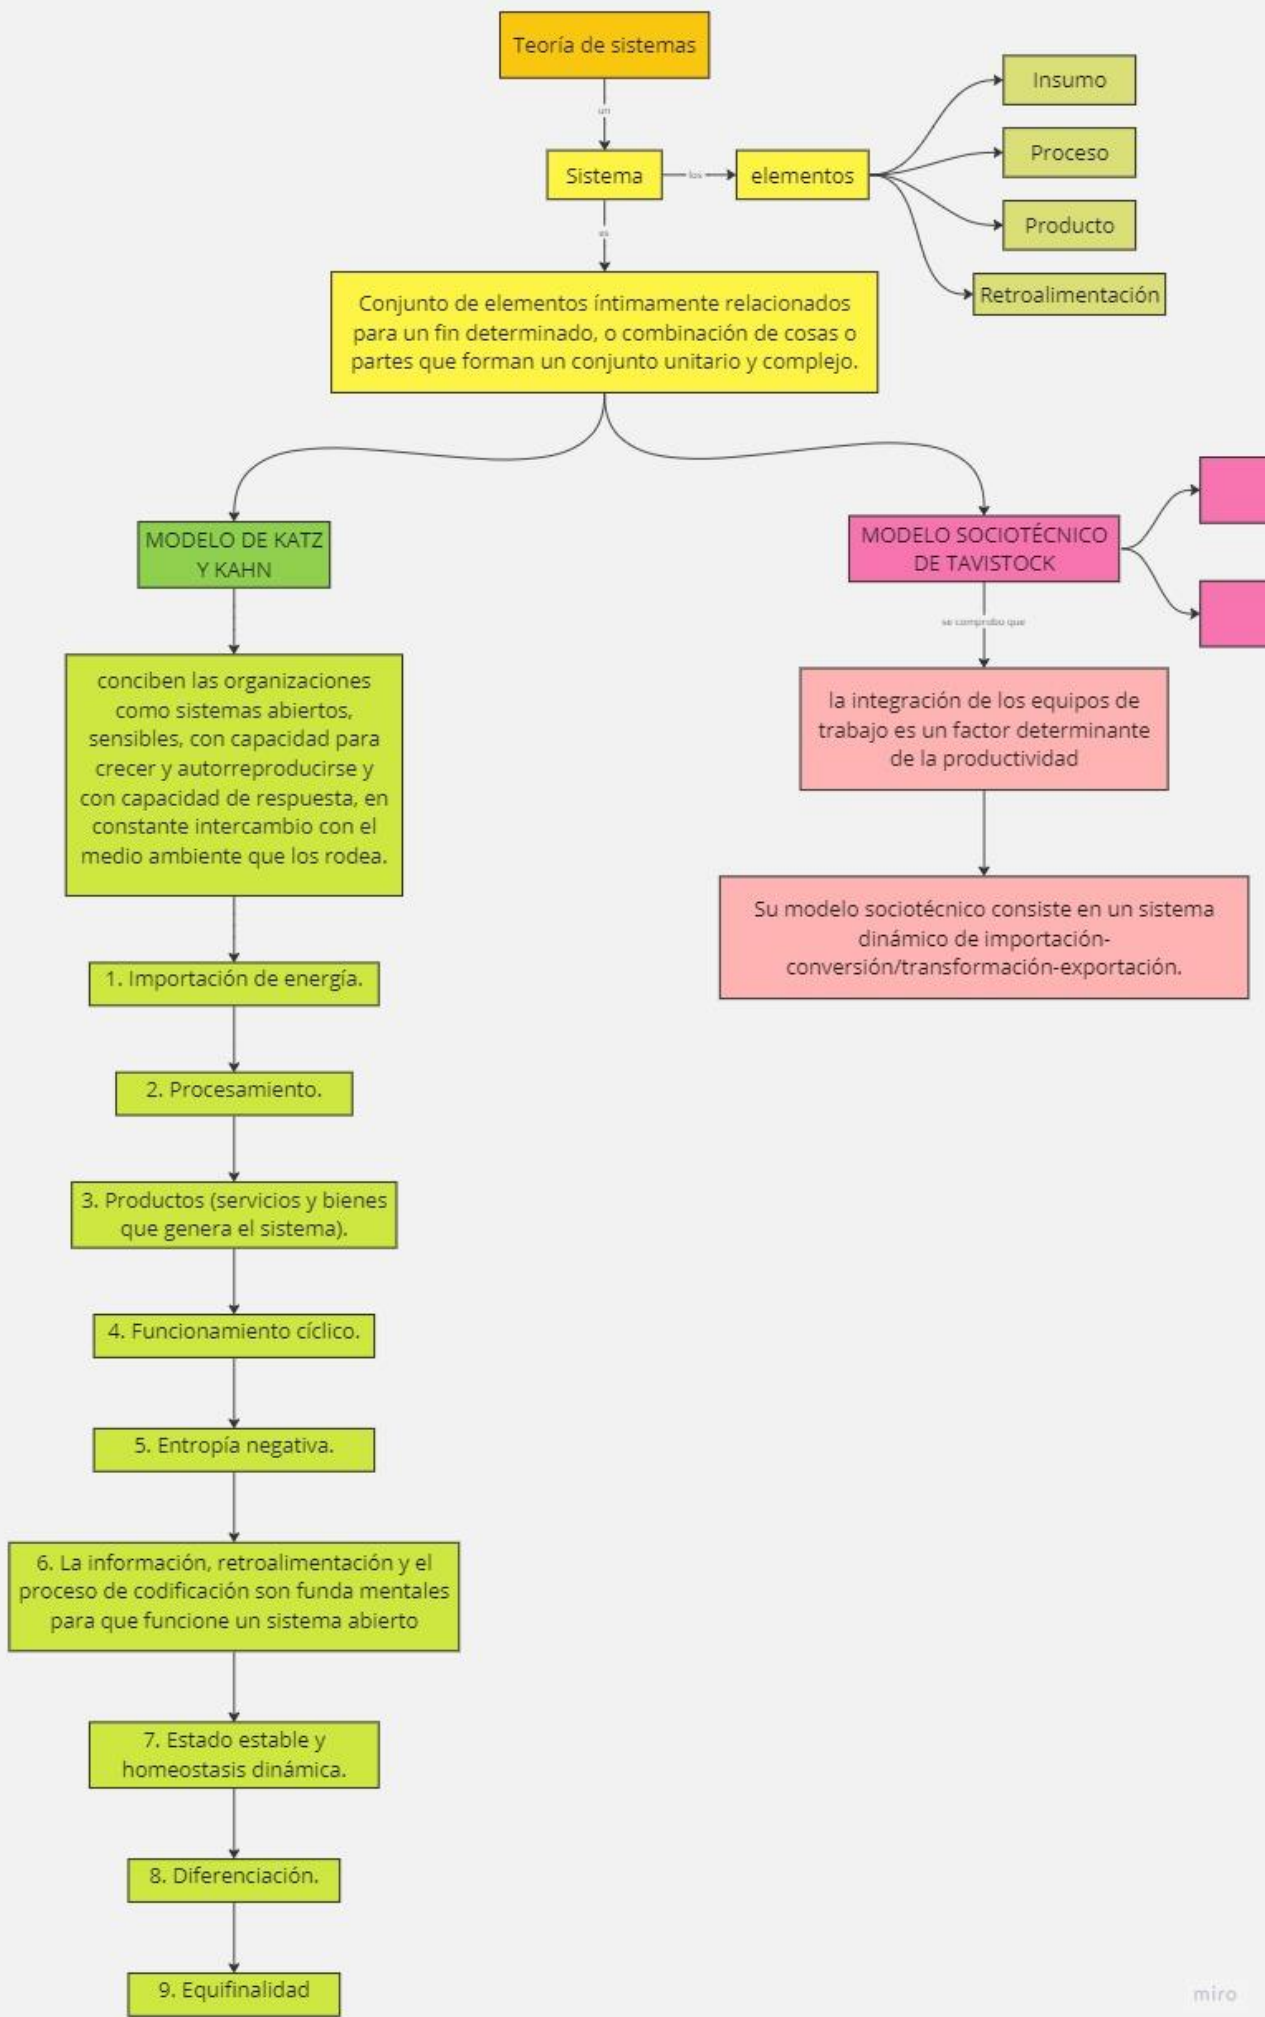 Teoría de sistemas
un
Sistema
los
elementos
Insumo
Proceso
Producto
Retroalimentación
es
Conjunto de elementos íntimamente relacionados
para un fin determinado, o combinación de cosas o
partes que forman un conjunto unitario y complejo.
MODELO DE KATZ
Y KAHN
conciben las organizaciones
como sistemas abiertos,
sensibles, con capacidad para
crecer y autorreproducirse y
con capacidad de respuesta, en
constante intercambio con el
medio ambiente que los rodea.
1. Importación de energía.
2. Procesamiento.
3. Productos (servicios y bienes
que genera el sistema).
4. Funcionamiento cíclico.
5. Entropía negativa.
6. La información, retroalimentación y el
proceso de codificación son funda mentales
para que funcione un sistema abierto
7. Estado estable y
homeostasis dinámica.
8. Diferenciación.
9. Equifinalidad
MODELO SOCIOTÉCNICO
DE TAVISTOCK
se comprobo que
la integración de los equipos de
trabajo es un factor determinante
de la productividad
Su modelo sociotécnico consiste en un sistema
dinámico de importación-
conversión/transformación-exportación.
miro